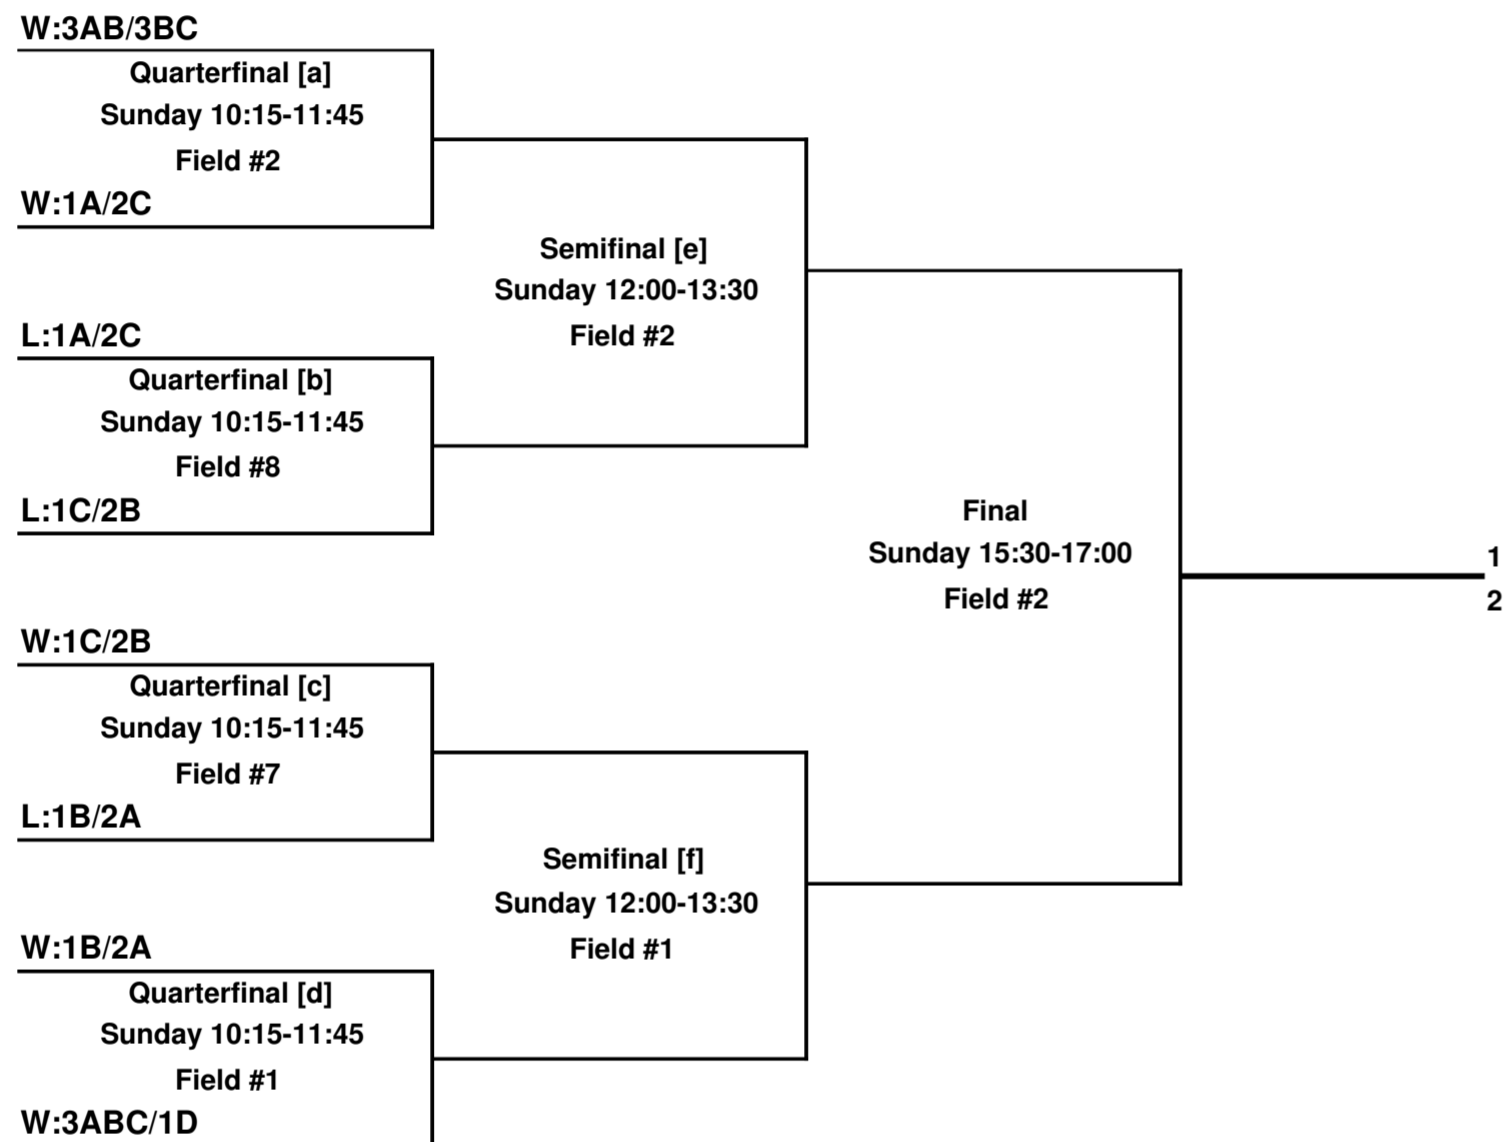 W:3AB/3BC
Quarterfinal [a]
Sunday 10:15-11:45
Field #2
W:1A/2C
Semifinal [e]
Sunday 12:00-13:30
Field #2
L:1A/2C
Quarterfinal [b]
Sunday 10:15-11:45
Field #8
L:1C/2B
Final
Sunday 15:30-17:00
Field #2
1
2
W:1C/2B
Quarterfinal [c]
Sunday 10:15-11:45
Field #7
L:1B/2A
Semifinal [f]
Sunday 12:00-13:30
Field #1
W:1B/2A
Quarterfinal [d]
Sunday 10:15-11:45
Field #1
W:3ABC/1D